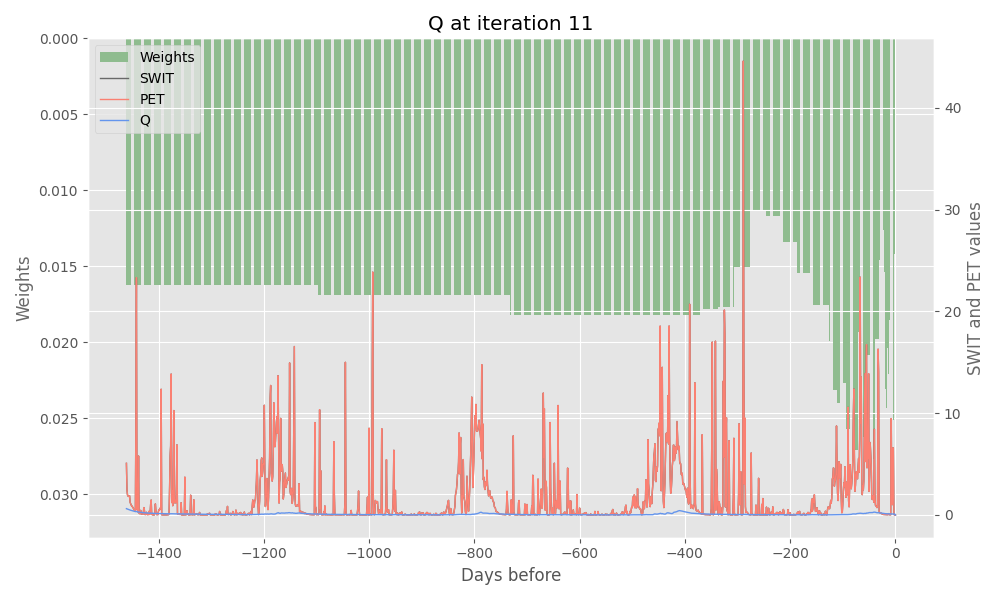 Q at iteration 11
Weights
SWIT
PET
Q
0.000
0.005
0.010
0.015
0.020
0.025
0.030
Weights
40
30
20
10
0
SWIT and PET values
−1400 −1200 −1000 −800 −600 −400 −200 0
Days before